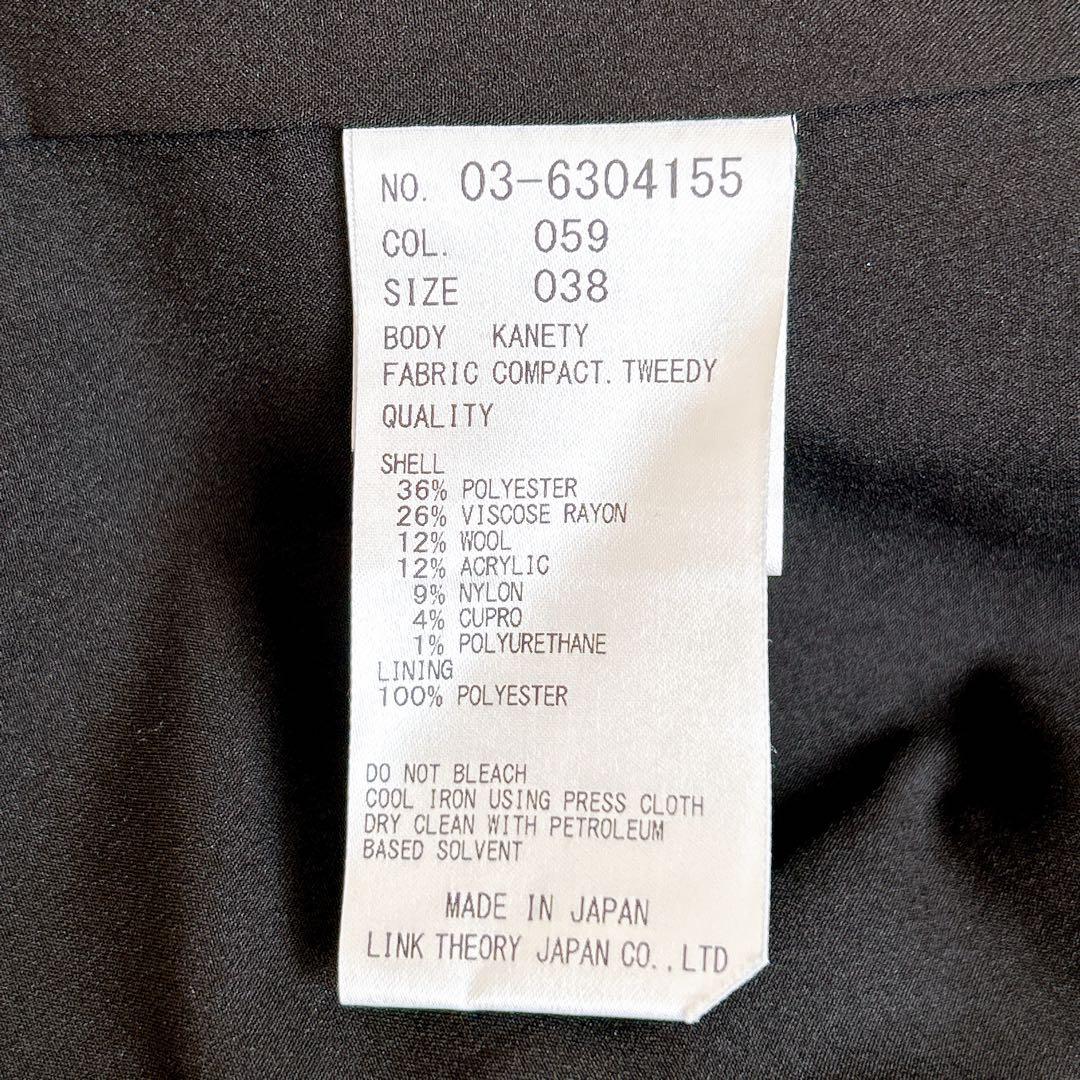 NO. 03-6304155
COL. 059
SIZE 038
BODY KANETY
FABRIC COMPACT. TWEEDY
QUALITY
SHELL
36% POLYESTER
26% VISCOSE RAYON
12% WOOL
12% ACRYLIC
9% NYLON
4% CUPRO
1% POLYURETHANE
LINING
100% POLYESTER
DO NOT BLEACH
COOL IRON USING PRESS CLOTH
DRY CLEAN WITH PETROLEUM
BASED SOLVENT
MADE IN JAPAN
LINK THEORY JAPAN CO., LTD